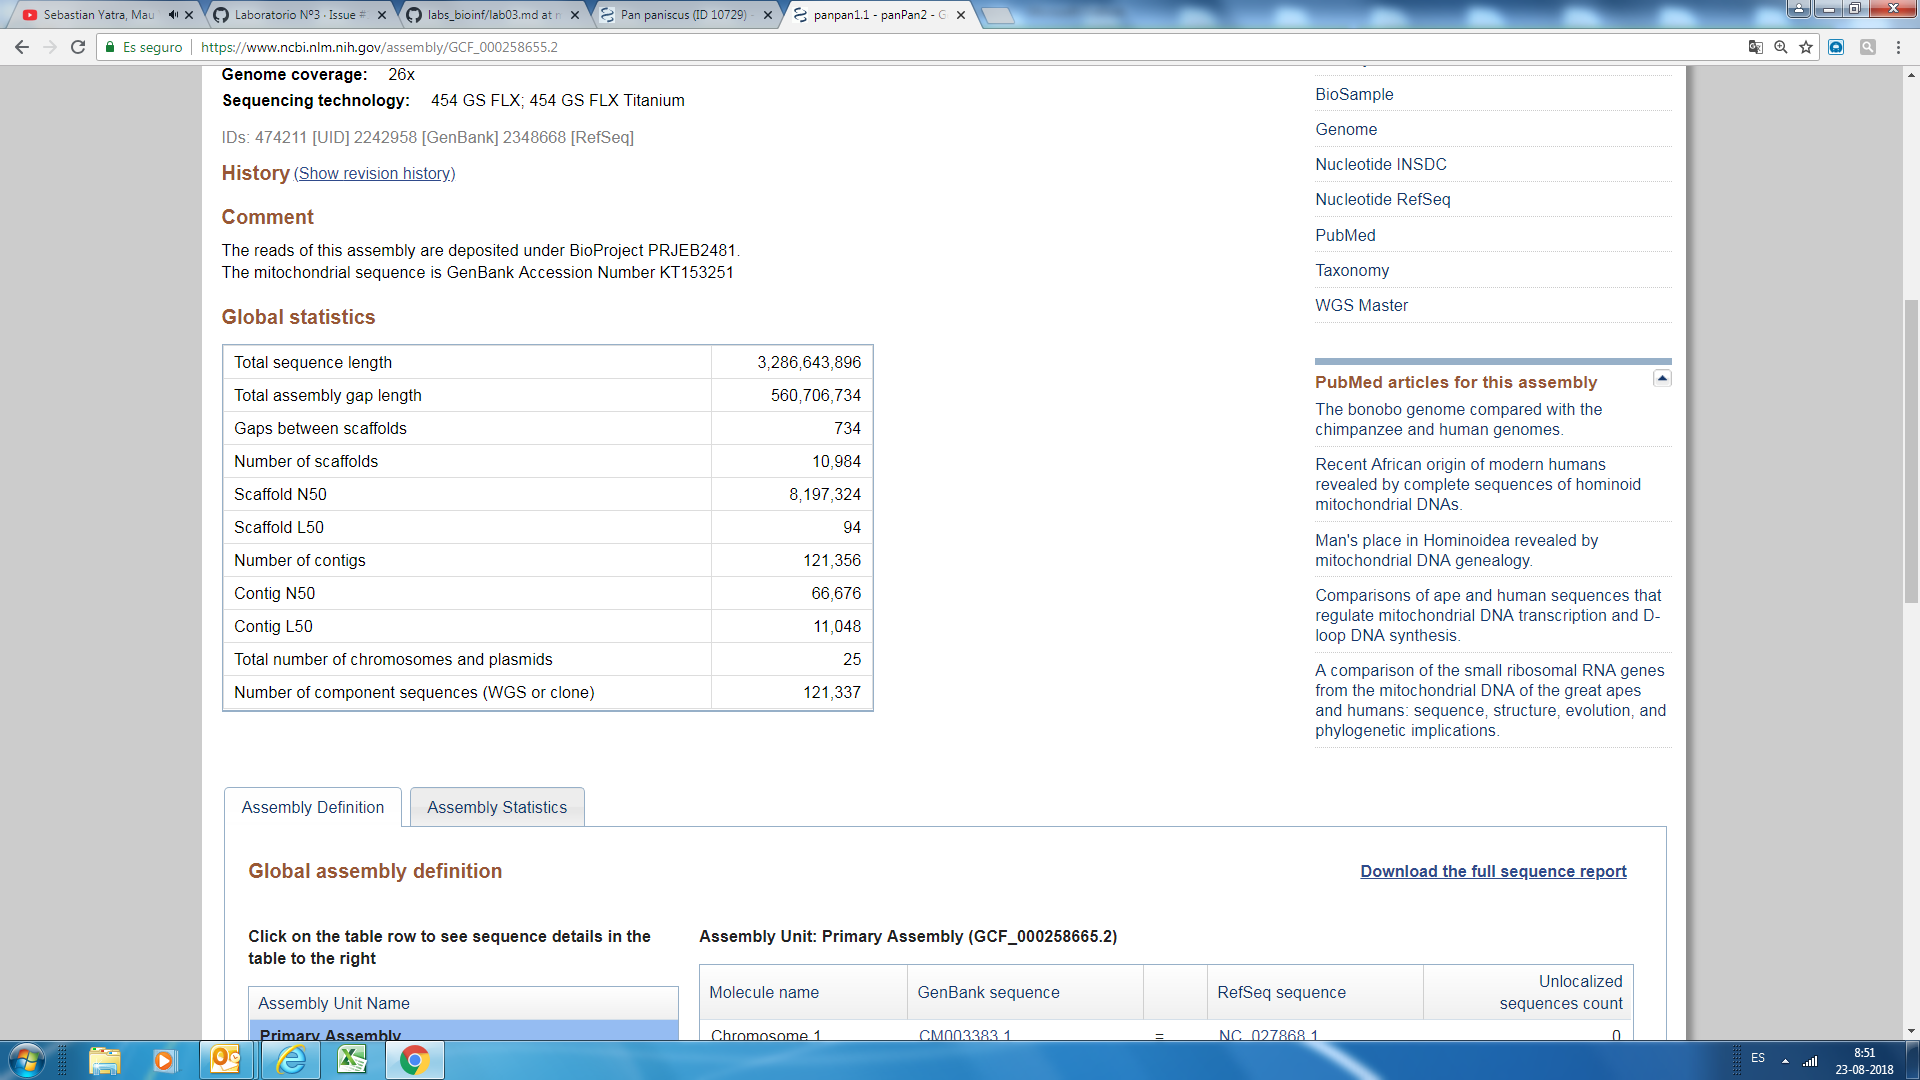 Sebastian Yatra, Mau
Laboratorio Nº3 · Issue #
labs_bioinf/lab03.md at n
Pan paniscus (ID 10729) -
panpan1.1 - panPan2 - G
Es seguro
https://www.ncbi.nlm.nih.gov/assembly/GCF_000258655.2
Genome coverage: 26x
Sequencing technology: 454 GS FLX; 454 GS FLX Titanium
IDs: 474211 [UID] 2242958 [GenBank] 2348668 [RefSeq]
History (Show revision history)
Comment
The reads of this assembly are deposited under BioProject PRJEB2481.
The mitochondrial sequence is GenBank Accession Number KT153251
Global statistics
Total sequence length 3,286,643,896
Total assembly gap length 560,706,734
Gaps between scaffolds 734
Number of scaffolds 10,984
Scaffold N50 8,197,324
Scaffold L50 94
Number of contigs 121,356
Contig N50 66,676
Contig L50 11,048
Total number of chromosomes and plasmids 25
Number of component sequences (WGS or clone) 121,337
BioSample
Genome
Nucleotide INSDC
Nucleotide RefSeq
PubMed
Taxonomy
WGS Master
PubMed articles for this assembly
The bonobo genome compared with the
chimpanzee and human genomes.
Recent African origin of modern humans
revealed by complete sequences of hominoid
mitochondrial DNAs.
Man's place in Hominoidea revealed by
mitochondrial DNA genealogy.
Comparisons of ape and human sequences that
regulate mitochondrial DNA transcription and D-
loop DNA synthesis.
A comparison of the small ribosomal RNA genes
from the mitochondrial DNA of the great apes
and humans: sequence, structure, evolution, and
phylogenetic implications.
Assembly Definition
Assembly Statistics
Global assembly definition
Download the full sequence report
Click on the table row to see sequence details in the
table to the right
Assembly Unit Name
Primary Assembly
Assembly Unit: Primary Assembly (GCF_000258665.2)
Molecule name GenBank sequence RefSeq sequence Unlocalized
sequences count
Chromosome 1 CM003383.1 = NC_027868.1 0
ES
8:51
23-08-2018